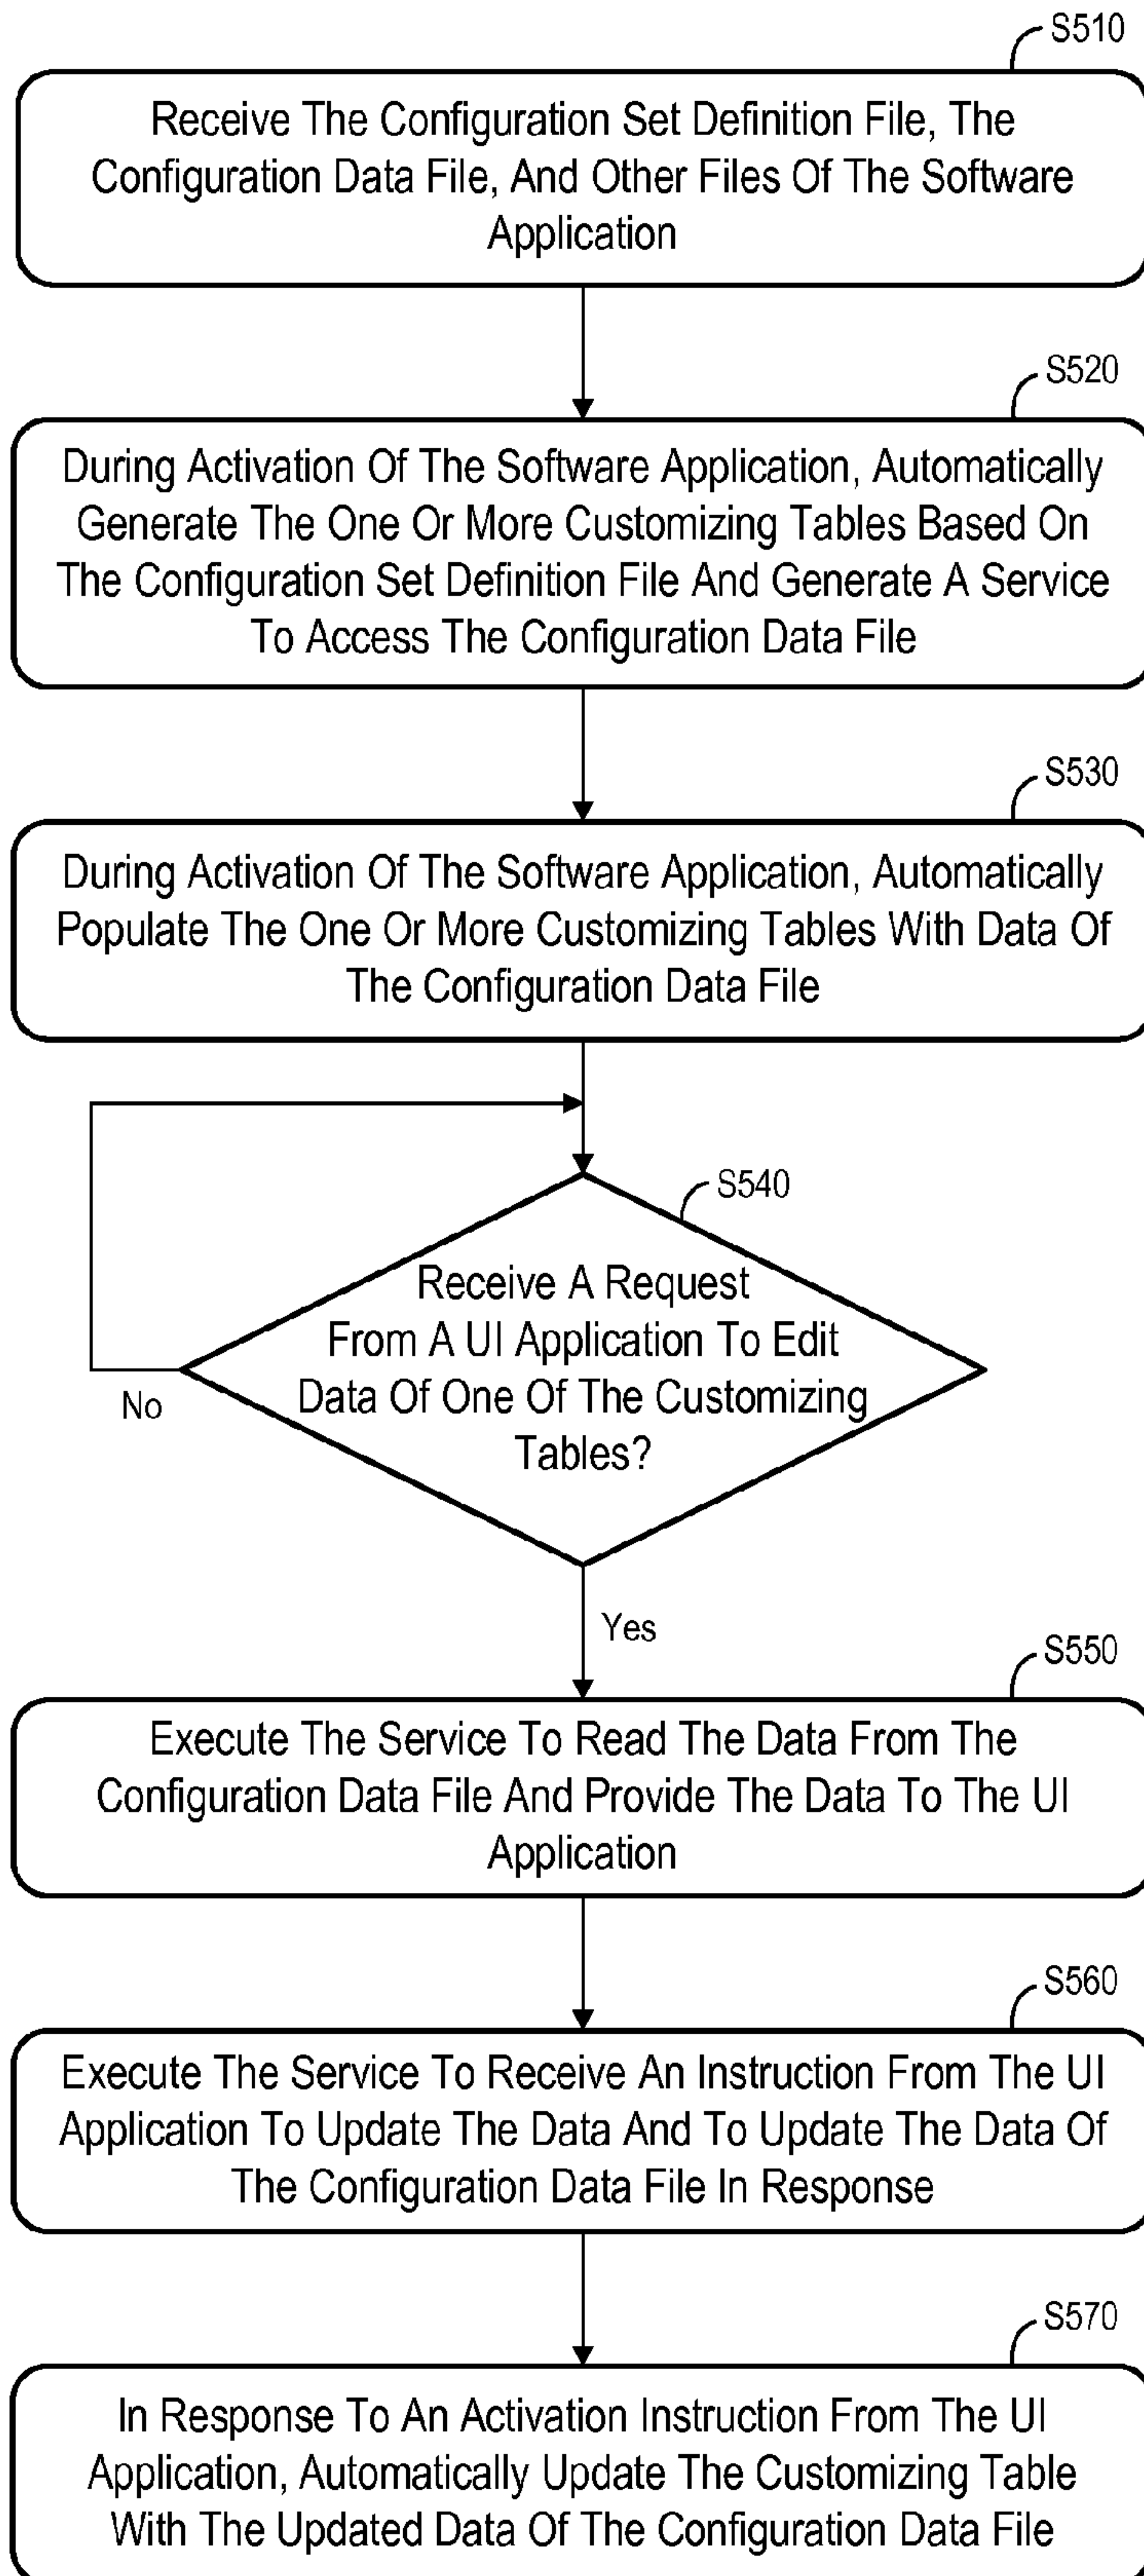 S510
Receive The Configuration Set Definition File, The
Configuration Data File, And Other Files Of The Software
Application
S520
During Activation Of The Software Application, Automatically
Generate The One Or More Customizing Tables Based On
The Configuration Set Definition File And Generate A Service
To Access The Configuration Data File
S530
During Activation Of The Software Application, Automatically
Populate The One Or More Customizing Tables With Data Of
The Configuration Data File
S540
Receive A Request
From A UI Application To Edit
Data Of One Of The Customizing
Tables?
No
Yes
S550
Execute The Service To Read The Data From The
Configuration Data File And Provide The Data To The UI
Application
S560
Execute The Service To Receive An Instruction From The UI
Application To Update The Data And To Update The Data Of
The Configuration Data File In Response
S570
In Response To An Activation Instruction From The UI
Application, Automatically Update The Customizing Table
With The Updated Data Of The Configuration Data File